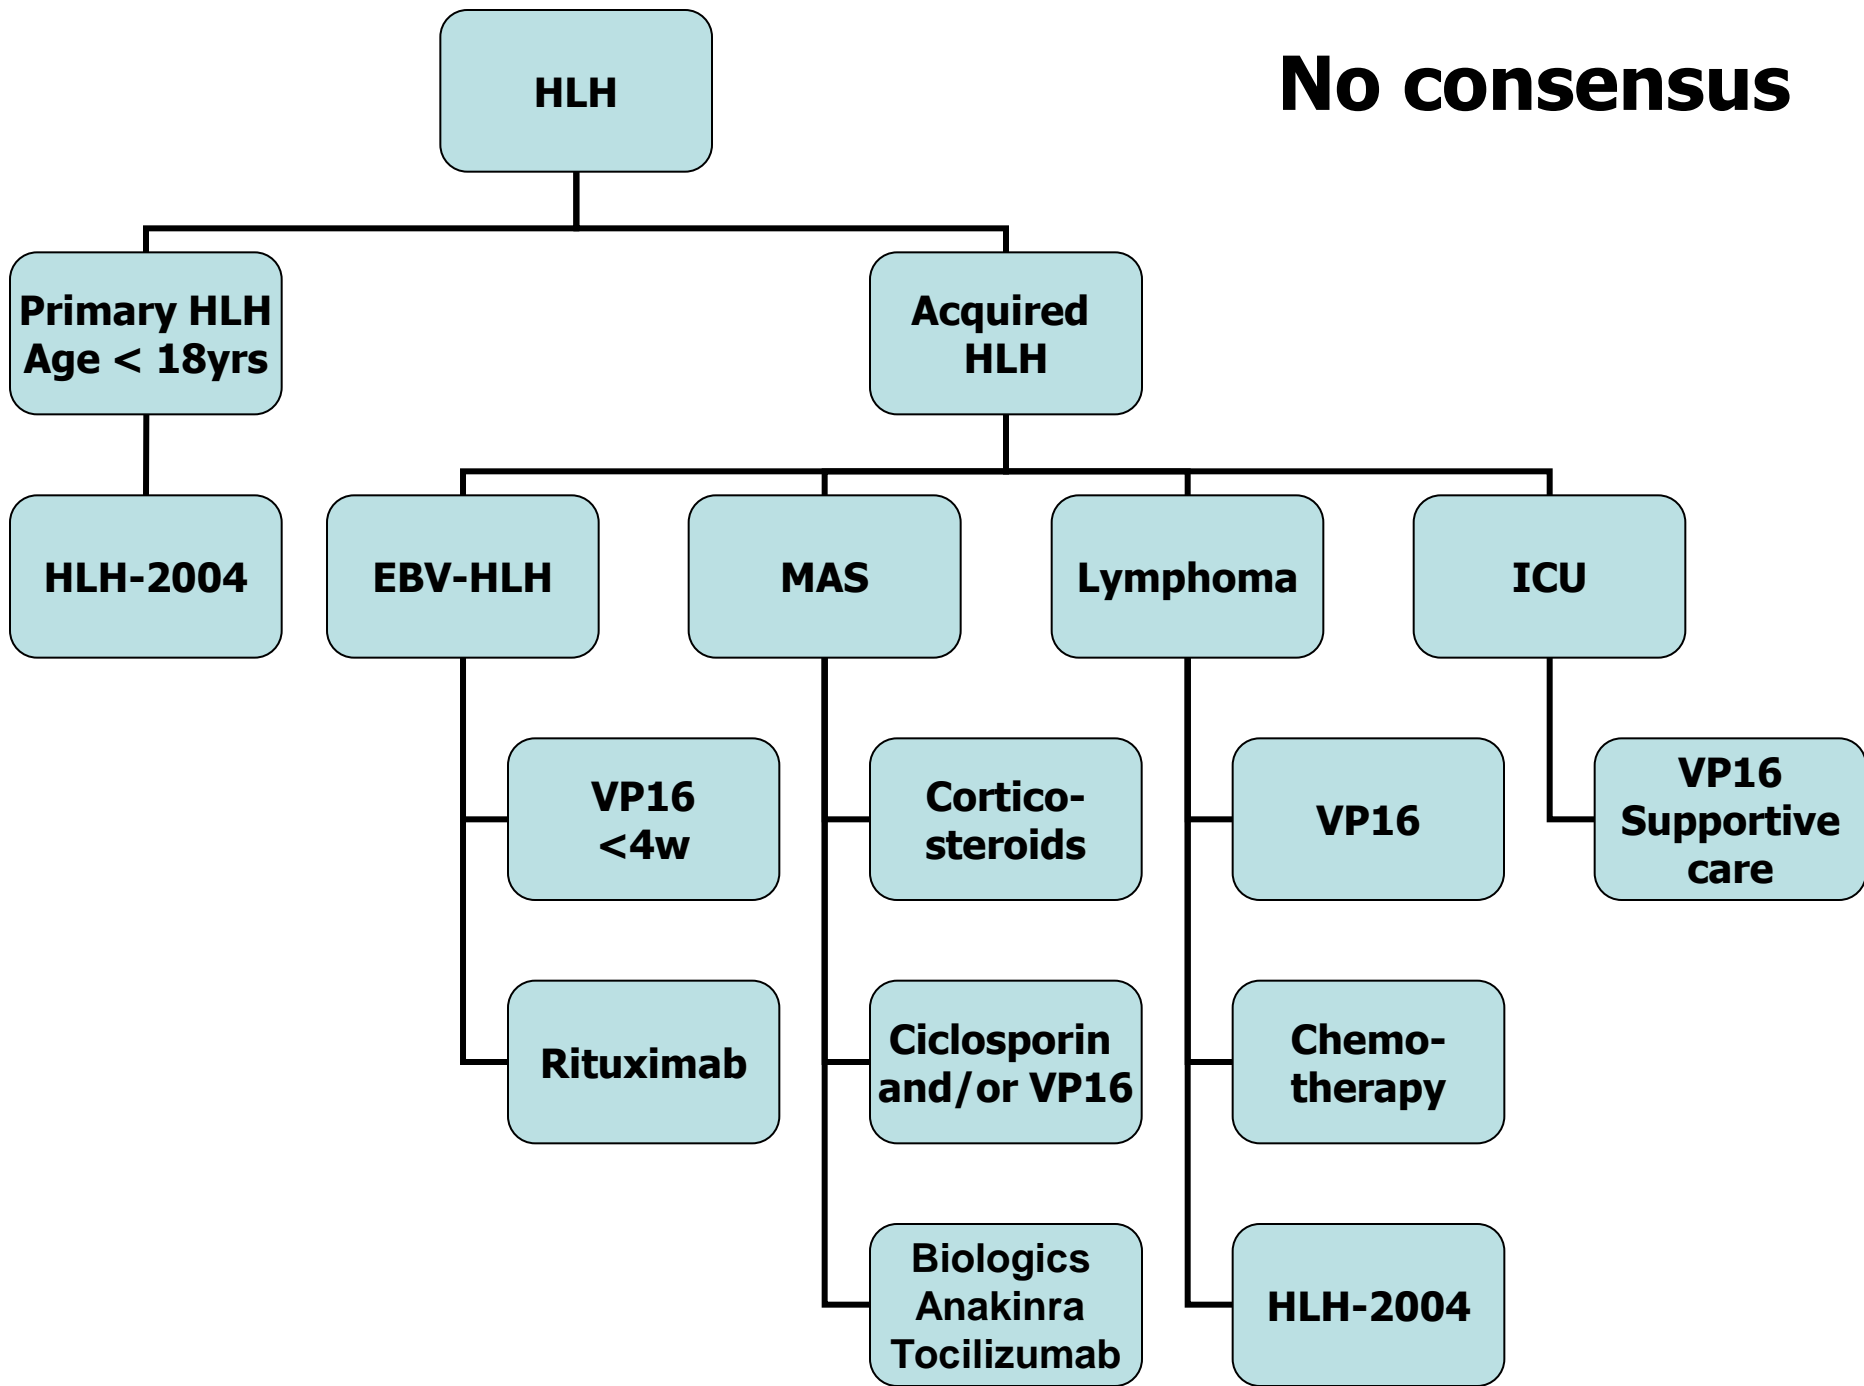 No consensus
HLH
Primary HLH
Age < 18yrs
Acquired
HLH
HLH-2004
EBV-HLH
MAS
Lymphoma
ICU
VP16
<4w
Cortico-
steroids
VP16
VP16
Supportive
care
Rituximab
Ciclosporin
and/or VP16
Chemo-
therapy
Biologics
Anakinra
Tocilizumab
HLH-2004